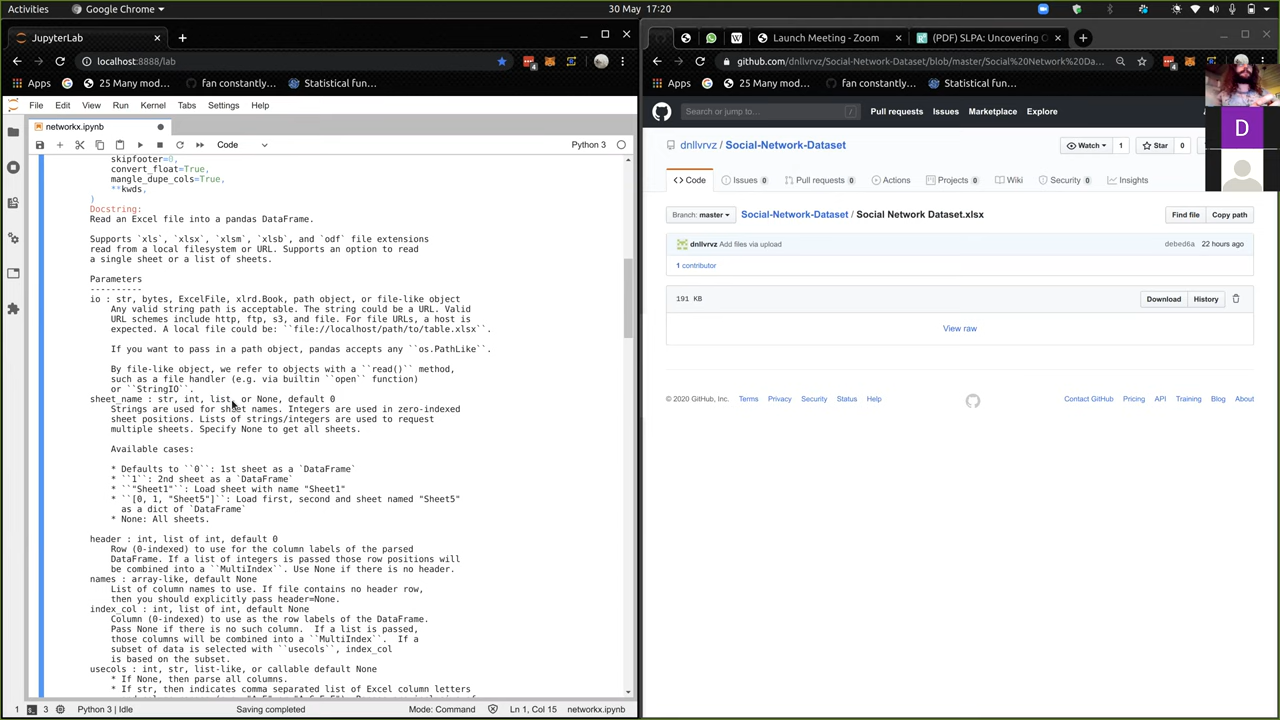 Activities
Google Chrome
30 May 17:20
JupyterLab
localhost:8888/lab
Apps
25 Many mod...
fan constantly...
Statistical fun...
File Edit View Run Kernel Tabs Settings Help
networkx.ipynb
Code
Python 3
skipfooter=0,
convert_float=True,
mangle_dupe_cols=True,
**kwds,
)
Docstring:
Read an Excel file into a pandas DataFrame.
Supports `xls`, `xlsx`, `xlsm`, `xlsb`, and `odf` file extensions
read from a local filesystem or URL. Supports an option to read
a single sheet or a list of sheets.
Parameters
----------
io : str, bytes, ExcelFile, xlrd.Book, path object, or file-like object
Any valid string path is acceptable. The string could be a URL. Valid
URL schemes include http, ftp, s3, and file. For file URLs, a host is
expected. A local file could be: ``file://localhost/path/to/table.xlsx``.
If you want to pass in a path object, pandas accepts any ``os.PathLike``.
By file-like object, we refer to objects with a ``read()`` method,
such as a file handler (e.g. via builtin ``open`` function)
or ``StringIO``.
sheet_name : str, int, list, or None, default 0
Strings are used for sheet names. Integers are used in zero-indexed
sheet positions. Lists of strings/integers are used to request
multiple sheets. Specify None to get all sheets.
Available cases:
* Defaults to ``0``: 1st sheet as a `DataFrame`
* ``1``: 2nd sheet as a `DataFrame`
* ``"Sheet1"``: Load sheet with name "Sheet1"
* ``[0, 1, "Sheet5"]``: Load first, second and sheet named "Sheet5"
as a dict of `DataFrame`
* None: All sheets.
header : int, list of int, default 0
Row (0-indexed) to use for the column labels of the parsed
DataFrame. If a list of integers is passed those row positions will
be combined into a ``MultiIndex``. Use None if there is no header.
names : array-like, default None
List of column names to use. If file contains no header row,
then you should explicitly pass header=None.
index_col : int, list of int, default None
Column (0-indexed) to use as the row labels of the DataFrame.
Pass None if there is no such column. If a list is passed,
those columns will be combined into a ``MultiIndex``. If a
subset of data is selected with ``usecols``, index_col
is based on the subset.
usecols : int, str, list-like, or callable default None
* If None, then parse all columns.
* If str, then indicates comma separated list of Excel column letters
1
3
Python 3 | Idle
Saving completed
Mode: Command
Ln 1, Col 15
networkx.ipynb
Launch Meeting - Zoom
(PDF) SLPA: Uncovering O
github.com/dnllvrvz/Social-Network-Dataset/blob/master/Social%20Network%20Da...
Apps
25 Many mod...
fan constantly...
Statistical fun...
Search or jump to...
Pull requests Issues Marketplace Explore
dnllvrvz / Social-Network-Dataset
Watch 1
Star 0
D
Code
Issues 0
Pull requests 0
Actions
Projects 0
Wiki
Security 0
Insights
Branch: master
Social-Network-Dataset / Social Network Dataset.xlsx
Find file
Copy path
dnllvrvz Add files via upload
debed6a 22 hours ago
1 contributor
191 KB
Download
History
View raw
© 2020 GitHub, Inc. Terms Privacy Security Status Help
Contact GitHub Pricing API Training Blog About